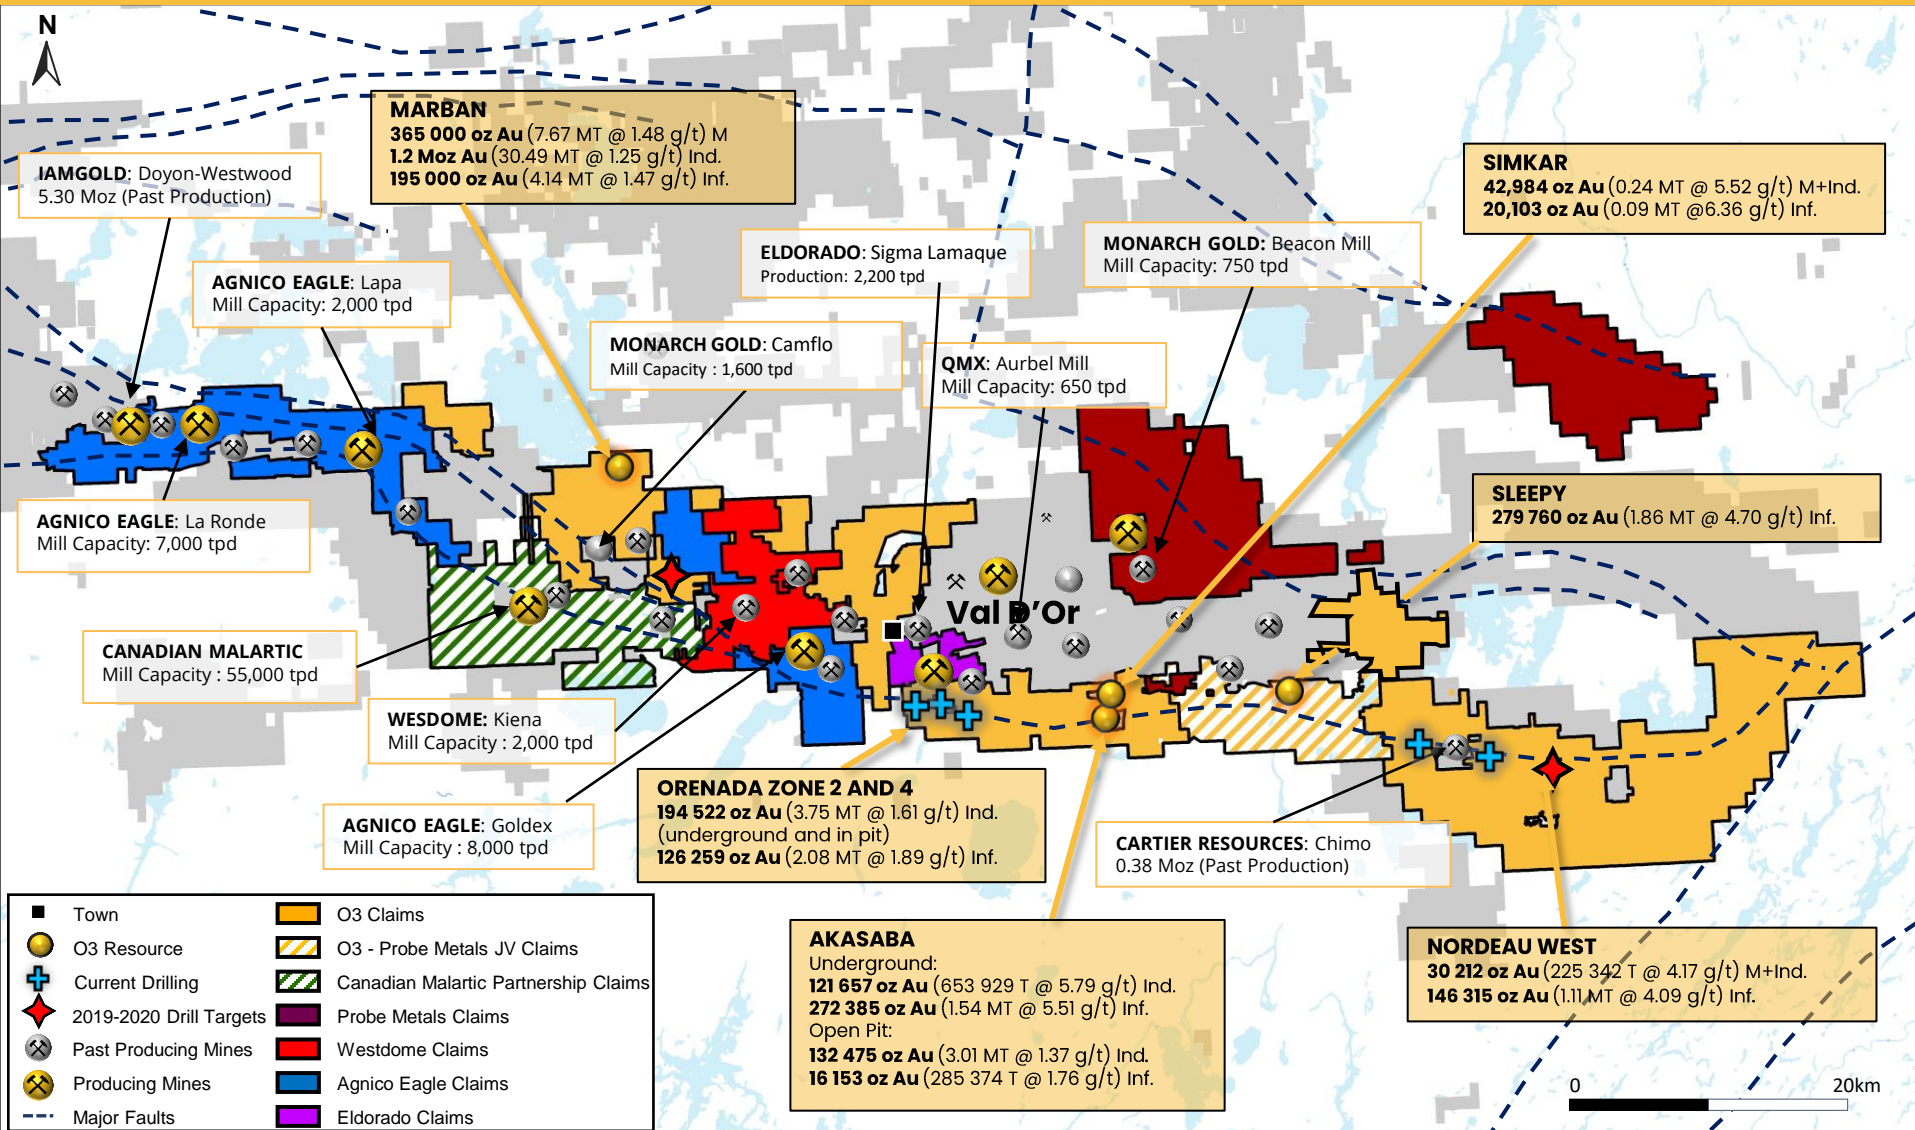 N
MARBAN
365 000 oz Au (7.67 MT @ 1.48 g/t) M
1.2 Moz Au (30.49 MT @ 1.25 g/t) Ind.
195 000 oz Au (4.14 MT @ 1.47 g/t) Inf.
IAMGOLD: Doyon-Westwood
5.30 Moz (Past Production)
SIMKAR
42,984 oz Au (0.24 MT @ 5.52 g/t) M+Ind.
20,103 oz Au (0.09 MT @6.36 g/t) Inf.
ELDORADO: Sigma Lamaque
Production: 2,200 tpd
MONARCH GOLD: Beacon Mill
Mill Capacity: 750 tpd
AGNICO EAGLE: Lapa
Mill Capacity: 2,000 tpd
MONARCH GOLD: Camflo
Mill Capacity : 1,600 tpd
QMX: Aurbel Mill
Mill Capacity: 650 tpd
SLEEPY
279 760 oz Au (1.86 MT @ 4.70 g/t) Inf.
AGNICO EAGLE: La Ronde
Mill Capacity: 7,000 tpd
Val D'Or
CANADIAN MALARTIC
Mill Capacity : 55,000 tpd
WESDOME: Kiena
Mill Capacity : 2,000 tpd
ORENADA ZONE 2 AND 4
194 522 oz Au (3.75 MT @ 1.61 g/t) Ind.
(underground and in pit)
126 259 oz Au (2.08 MT @ 1.89 g/t) Inf.
AGNICO EAGLE: Goldex
Mill Capacity : 8,000 tpd
CARTIER RESOURCES: Chimo
0.38 Moz (Past Production)
AKASABA
Underground:
121 657 oz Au (653 929 T @ 5.79 g/t) Ind.
272 385 oz Au (1.54 MT @ 5.51 g/t) Inf.
Open Pit:
132 475 oz Au (3.01 MT @ 1.37 g/t) Ind.
16 153 oz Au (285 374 T @ 1.76 g/t) Inf.
NORDEAU WEST
30 212 oz Au (225 342 T @ 4.17 g/t) M+Ind.
146 315 oz Au (1.11 MT @ 4.09 g/t) Inf.
Town
O3 Resource
Current Drilling
2019-2020 Drill Targets
Past Producing Mines
Producing Mines
Major Faults
O3 Claims
O3 - Probe Metals JV Claims
Canadian Malartic Partnership Claims
Probe Metals Claims
Westdome Claims
Agnico Eagle Claims
Eldorado Claims
0 20km